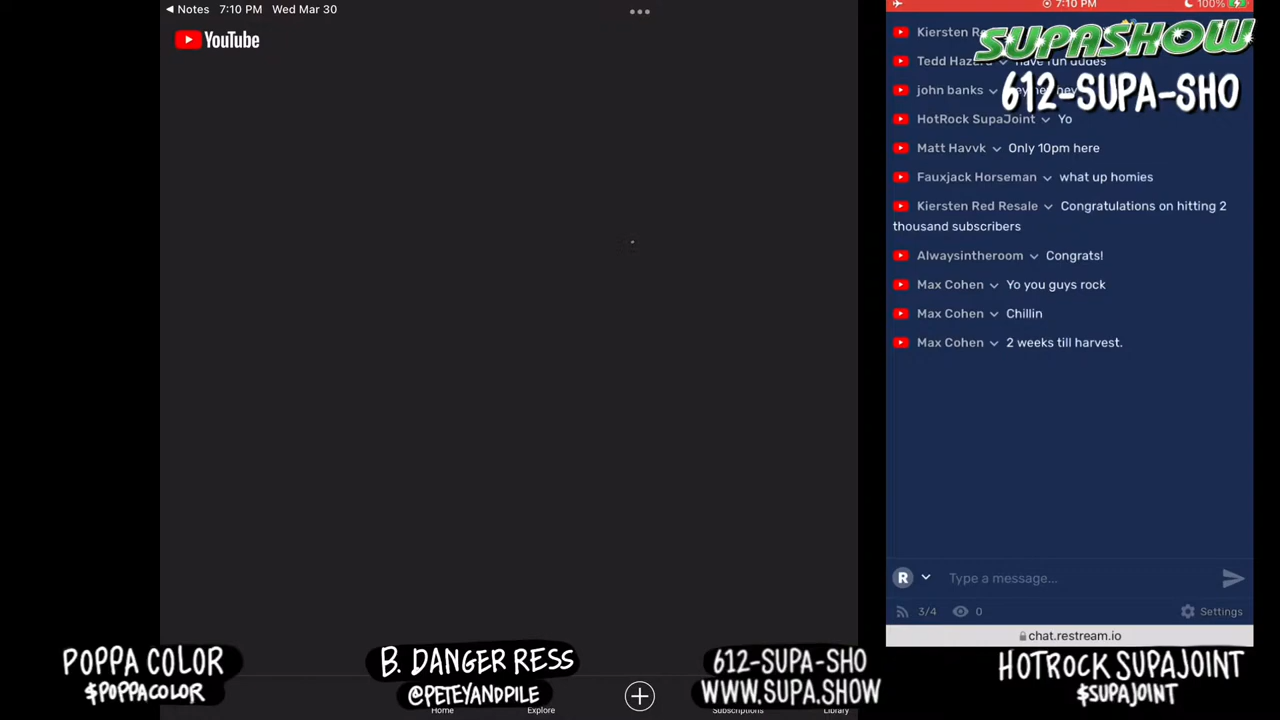 Notes 7:10 PM Wed Mar 30
YouTube
7:10 PM 100%
SUPASHOW
612-SUPA-SHO
Kiersten
Tedd have fun dudes
john banks
HotRock SupaJoint Yo
Matt Havvk Only 10pm here
Fauxjack Horseman what up homies
Kiersten Red Resale Congratulations on hitting 2
thousand subscribers
Alwaysintheroom Congrats!
Max Cohen Yo you guys rock
Max Cohen Chillin
Max Cohen 2 weeks till harvest.
R Type a message...
3/4 0 Settings
chat.restream.io
POPPA COLOR
$POPPACOLOR
B. DANGER RESS
@PETEYANDPILE
612-SUPA-SHO
WWW.SUPA.SHOW
HOTROCK SUPAJOINT
$SUPAJOINT
Home Explore Subscriptions Library